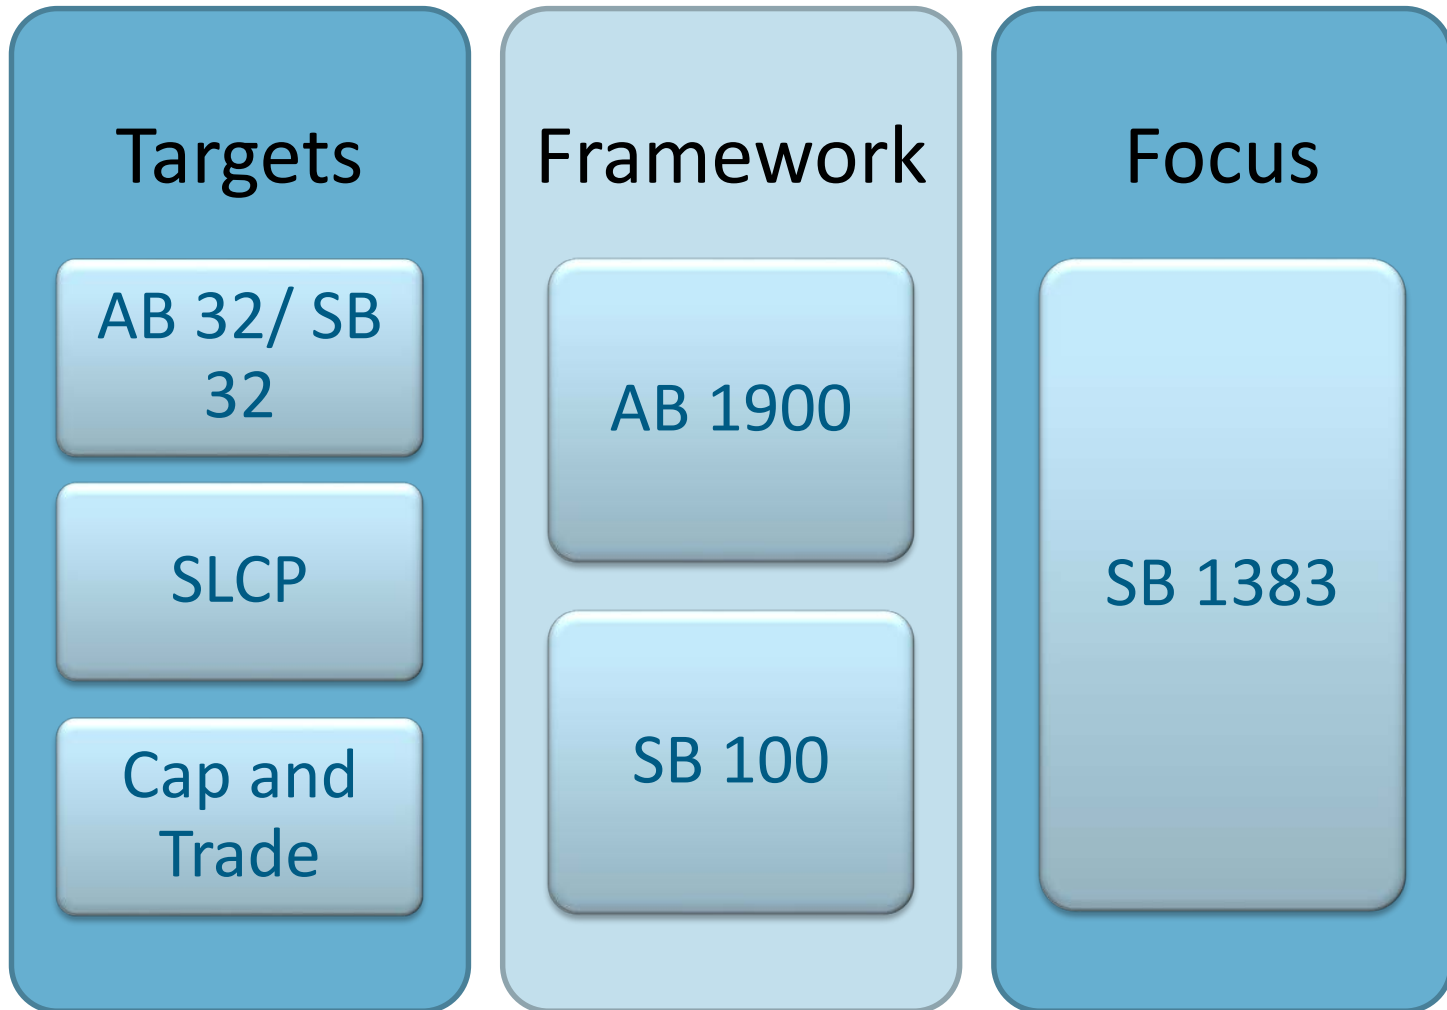 Targets
AB 32/ SB
32
SLCP
Cap and
Trade
Framework
AB 1900
SB 100
Focus
SB 1383